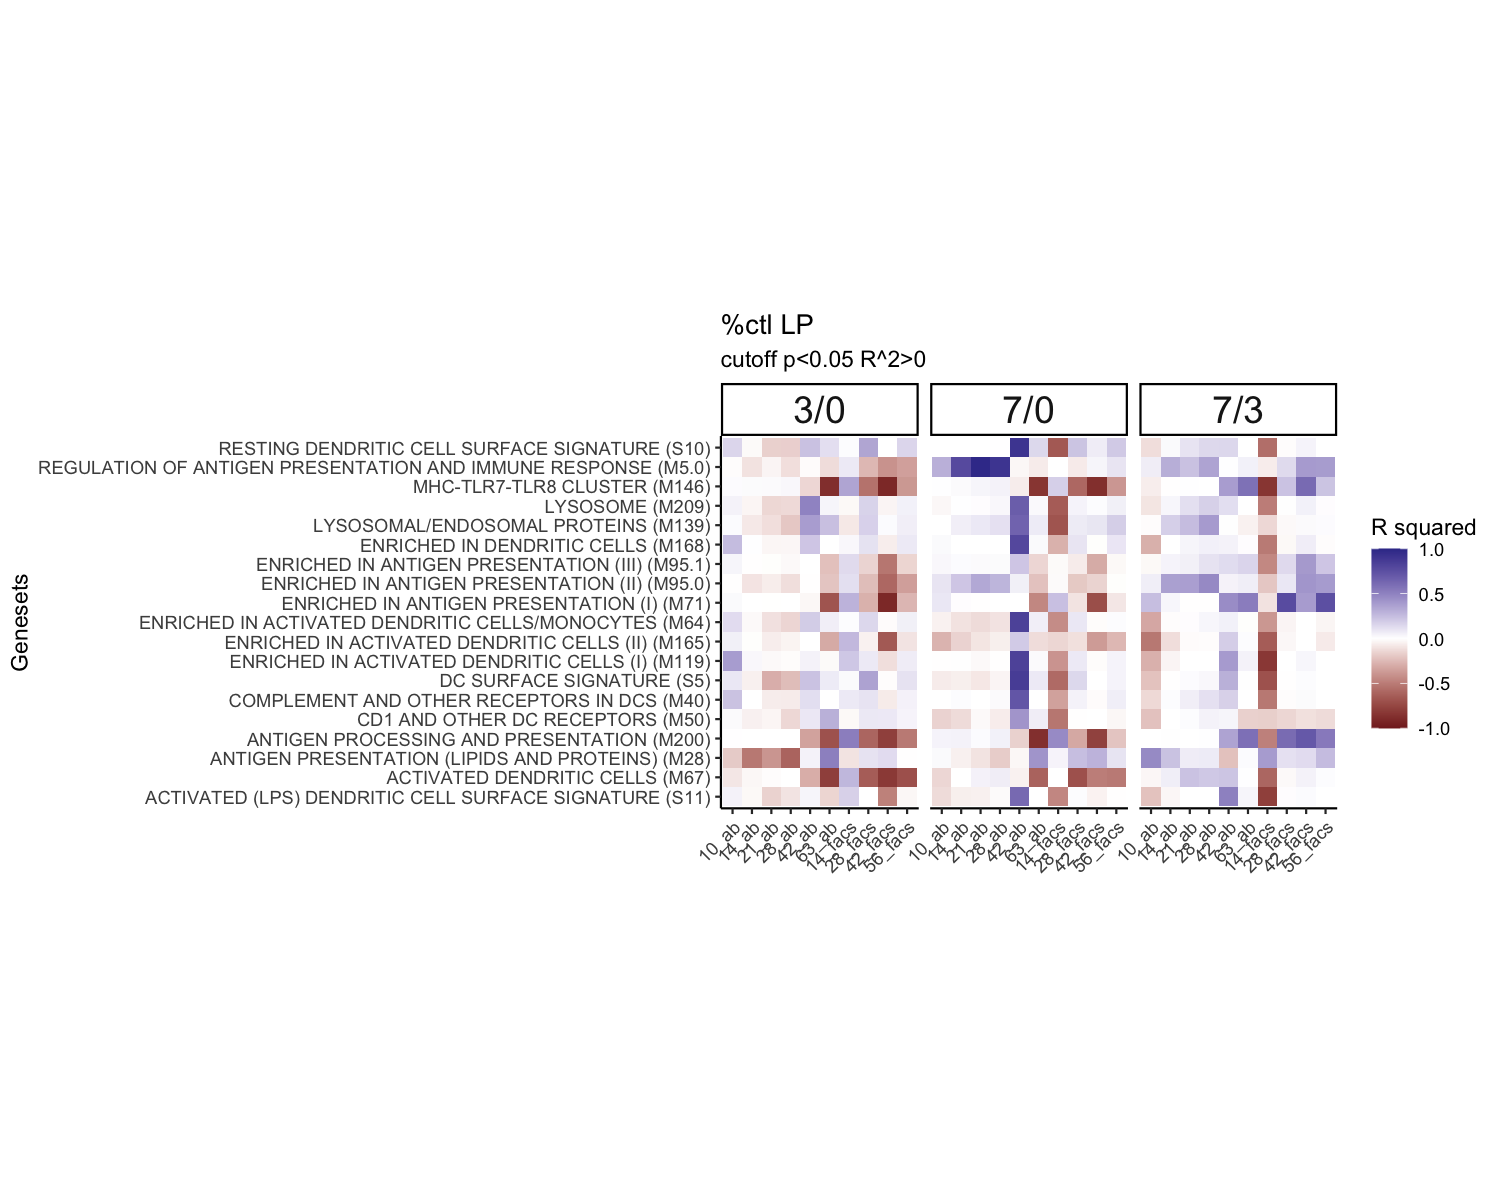 %ctl LP
cutoff p<0.05 R^2>0
3/0 7/0 7/3
RESTING DENDRITIC CELL SURFACE SIGNATURE (S10)
REGULATION OF ANTIGEN PRESENTATION AND IMMUNE RESPONSE (M5.0)
MHC-TLR7-TLR8 CLUSTER (M146)
LYSOSOME (M209)
LYSOSOMAL/ENDOSOMAL PROTEINS (M139)
ENRICHED IN DENDRITIC CELLS (M168)
ENRICHED IN ANTIGEN PRESENTATION (III) (M95.1)
ENRICHED IN ANTIGEN PRESENTATION (II) (M95.0)
ENRICHED IN ANTIGEN PRESENTATION (I) (M71)
ENRICHED IN ACTIVATED DENDRITIC CELLS/MONOCYTES (M64)
ENRICHED IN ACTIVATED DENDRITIC CELLS (II) (M165)
ENRICHED IN ACTIVATED DENDRITIC CELLS (I) (M119)
DC SURFACE SIGNATURE (S5)
COMPLEMENT AND OTHER RECEPTORS IN DCS (M40)
CD1 AND OTHER DC RECEPTORS (M50)
ANTIGEN PROCESSING AND PRESENTATION (M200)
ANTIGEN PRESENTATION (LIPIDS AND PROTEINS) (M28)
ACTIVATED DENDRITIC CELLS (M67)
ACTIVATED (LPS) DENDRITIC CELL SURFACE SIGNATURE (S11)
Genesets
10_ab 14_ab 21_ab 28_ab 42_ab 63_ab 14_facs 28_facs 42_facs 56_facs
10_ab 14_ab 21_ab 28_ab 42_ab 63_ab 14_facs 28_facs 42_facs 56_facs
10_ab 14_ab 21_ab 28_ab 42_ab 63_ab 14_facs 28_facs 42_facs 56_facs
R squared
1.0
0.5
0.0
-0.5
-1.0